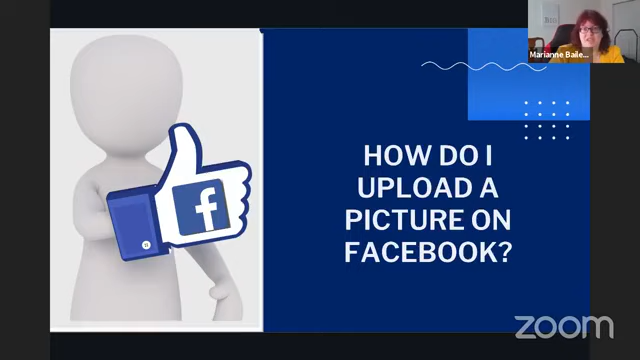 Marianne Baile...
HOW DO I
UPLOAD A
PICTURE ON
FACEBOOK?
f
zoom